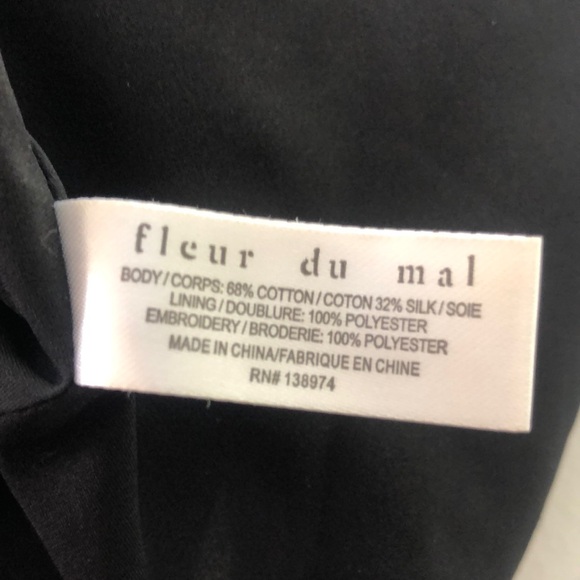 fleur du mal
BODY/CORPS: 68% COTTON/COTON 32% SILK/SOIE
LINING/DOUBLURE: 100% POLYESTER
EMBROIDERY/BRODERIE: 100% POLYESTER
MADE IN CHINA/FABRIQUE EN CHINE
RN# 138974